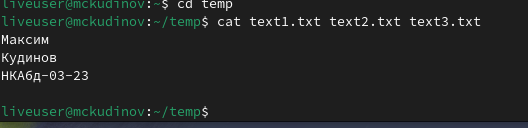 liveuser@mckudinov:~$ cd temp
liveuser@mckudinov:~/temp$ cat text1.txt text2.txt text3.txt
Максим
Кудинов
НКАбд-03-23
liveuser@mckudinov:~/temp$